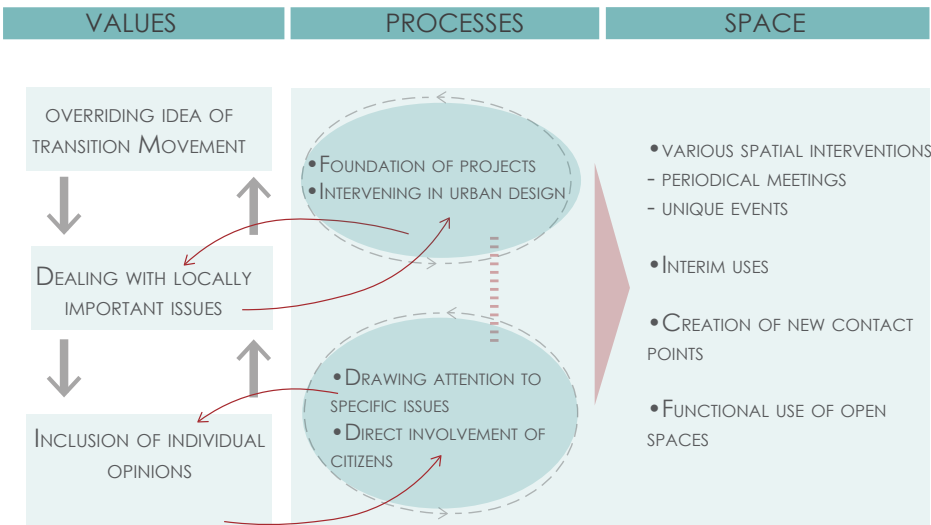 VALUES
PROCESSES
SPACE
OVERRIDING IDEA OF
TRANSITION MOVEMENT
DEALING WITH LOCALLY
IMPORTANT ISSUES
INCLUSION OF INDIVIDUAL
OPINIONS
•FOUNDATION OF PROJECTS
•INTERVENING IN URBAN DESIGN
•DRAWING ATTENTION TO
SPECIFIC ISSUES
•DIRECT INVOLVEMENT OF
CITIZENS
•VARIOUS SPATIAL INTERVENTIONS
- PERIODICAL MEETINGS
- UNIQUE EVENTS
•INTERIM USES
•CREATION OF NEW CONTACT
POINTS
•FUNCTIONAL USE OF OPEN
SPACES